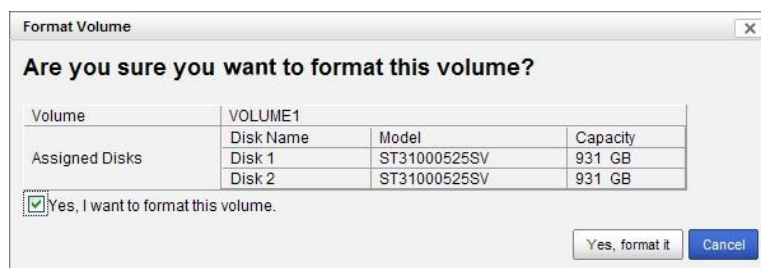 Format Volume
Are you sure you want to format this volume?
Volume VOLUME1
Assigned Disks
Disk Name Model Capacity
Disk 1 ST31000525SV 931 GB
Disk 2 ST31000525SV 931 GB
Yes, I want to format this volume.
Yes, format it Cancel